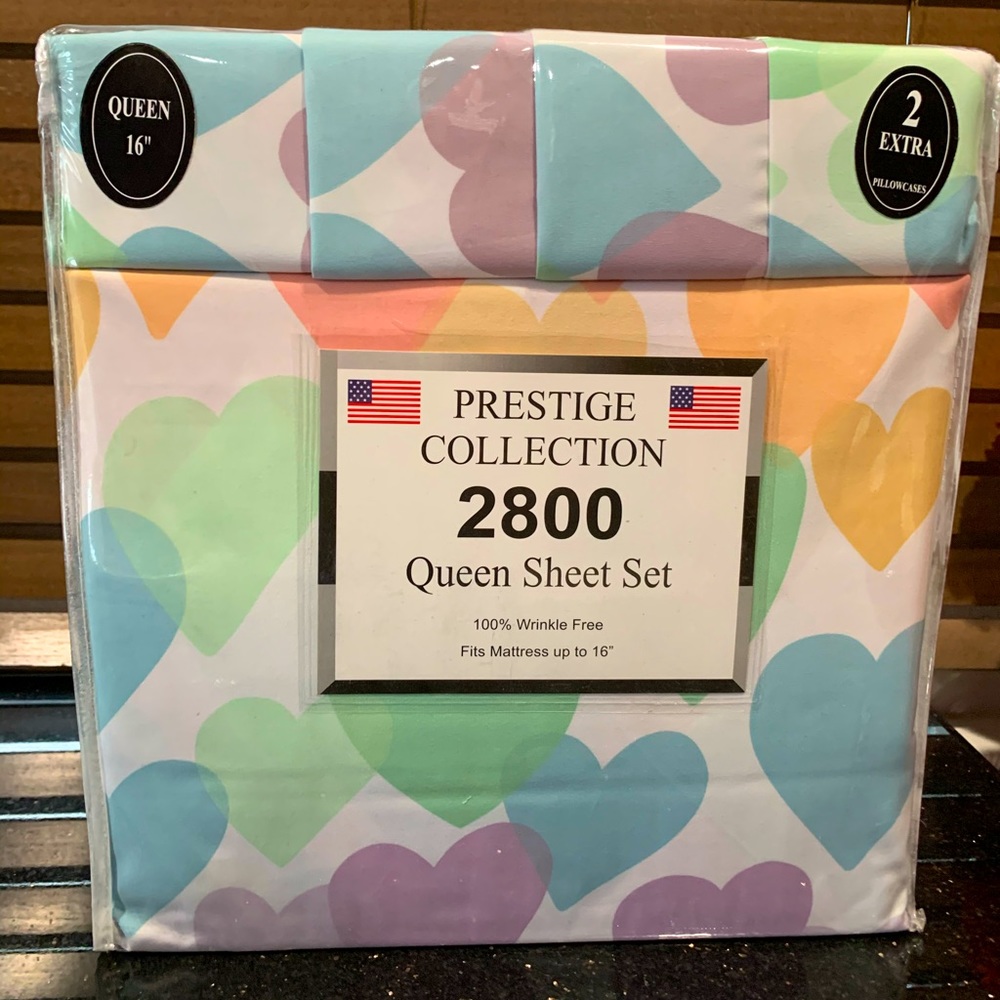 QUEEN
16"
2
EXTRA
PILLOWCASES
PRESTIGE
COLLECTION
2800
Queen Sheet Set
100% Wrinkle Free
Fits Mattress up to 16”